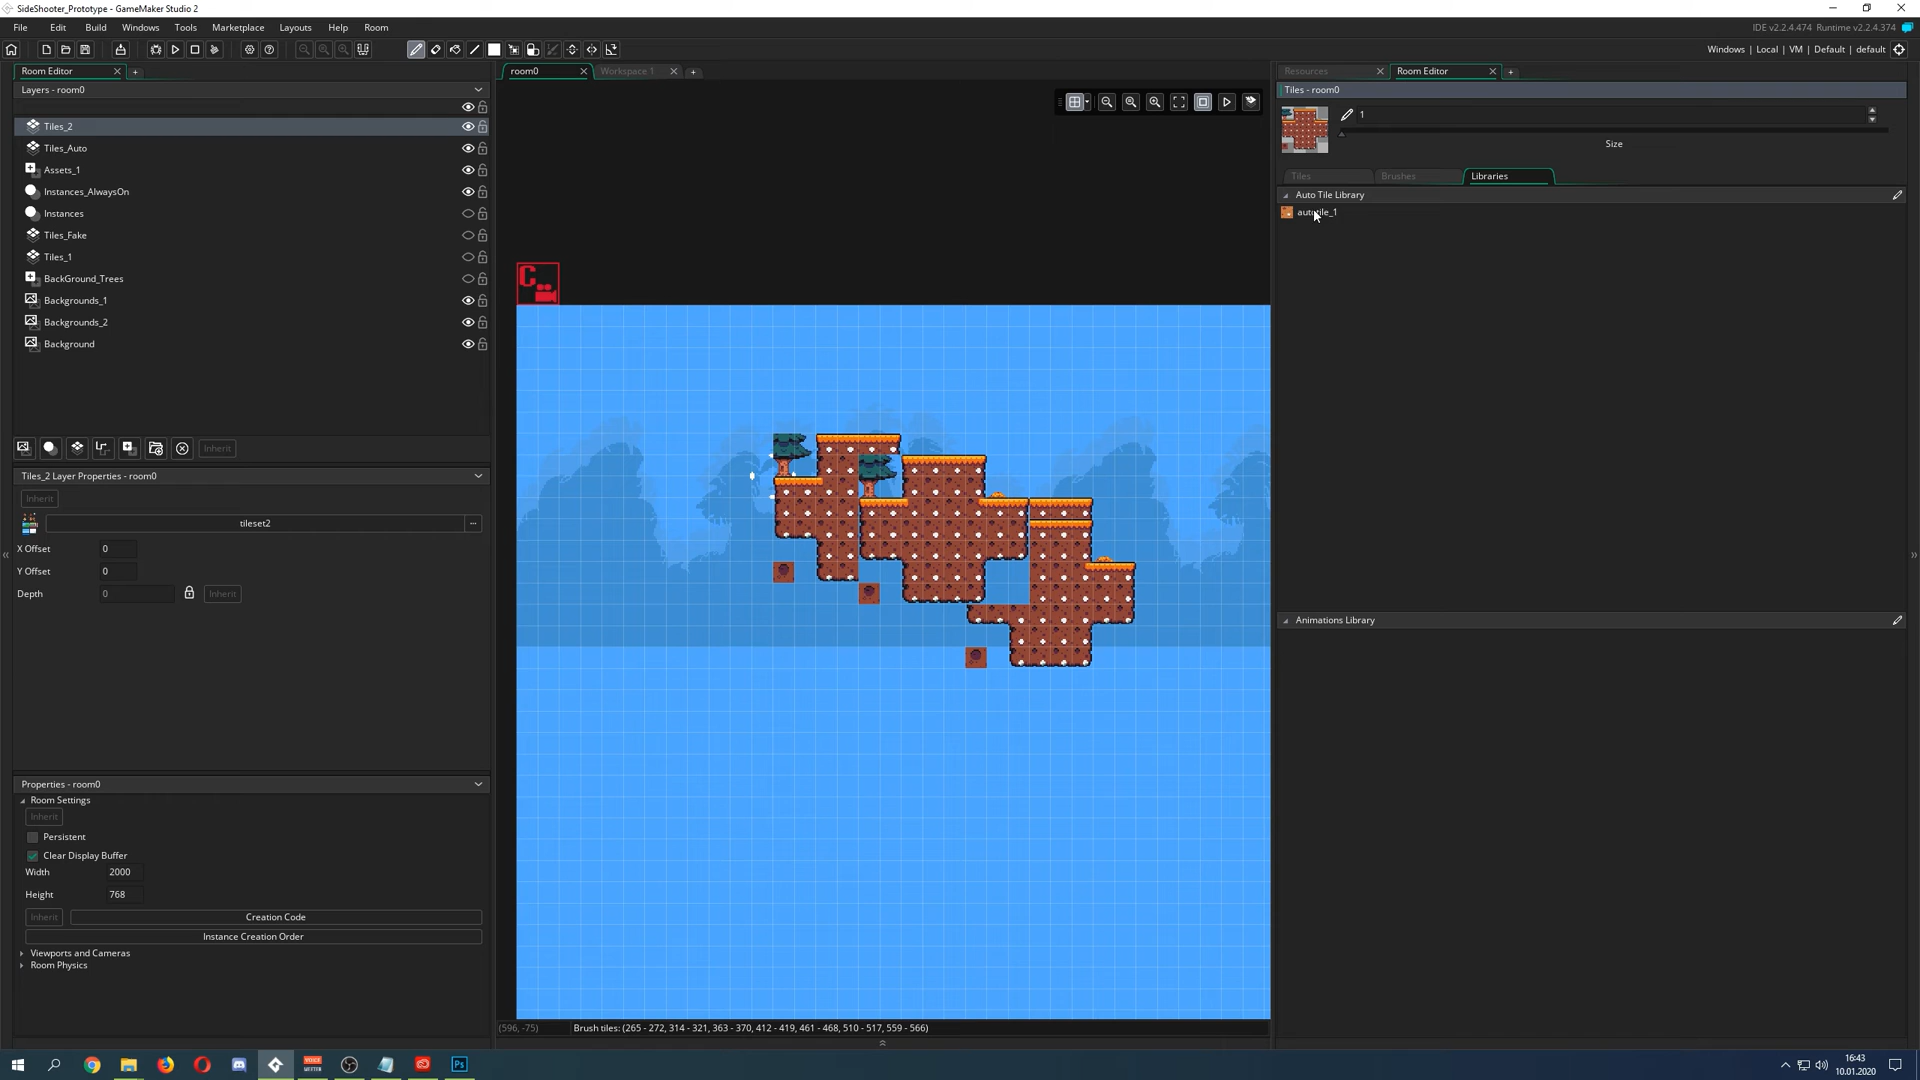 SideShooter_Prototype - GameMaker Studio 2
File Edit Build Windows Tools Marketplace Layouts Room
IDE v2.2.4.474 Runtime v2.2.4.374
Windows | Local | VM | Default | default
Room Editor
Layers - room0
Tiles_2
Tiles_Auto
Assets_1
Instances_AlwaysOn
Instances
Tiles_Fake
Tiles_1
BackGround_Trees
Backgrounds_1
Backgrounds_2
Background
Inherit
Tiles_2 Layer Properties - room0
Inherit
tileset2
...
X Offset 0
Y Offset 0
Depth 0 Inherit
Properties - room0
Room Settings
Inherit
Persistent
Clear Display Buffer
Width 2000
Height 768
Inherit Creation Code
Instance Creation Order
Viewports and Cameras
Room Physics
room0 Workspace 1
C
(596, -75) Brush tiles: (265 - 272, 314 - 321, 363 - 370, 412 - 419, 461 - 468, 510 - 517, 559 - 566)
Resources Room Editor
Tiles - room0
1
Size
Tiles Brushes Libraries
Auto Tile Library
autotile_1
Animations Library
Ps
16:43
10.01.2020